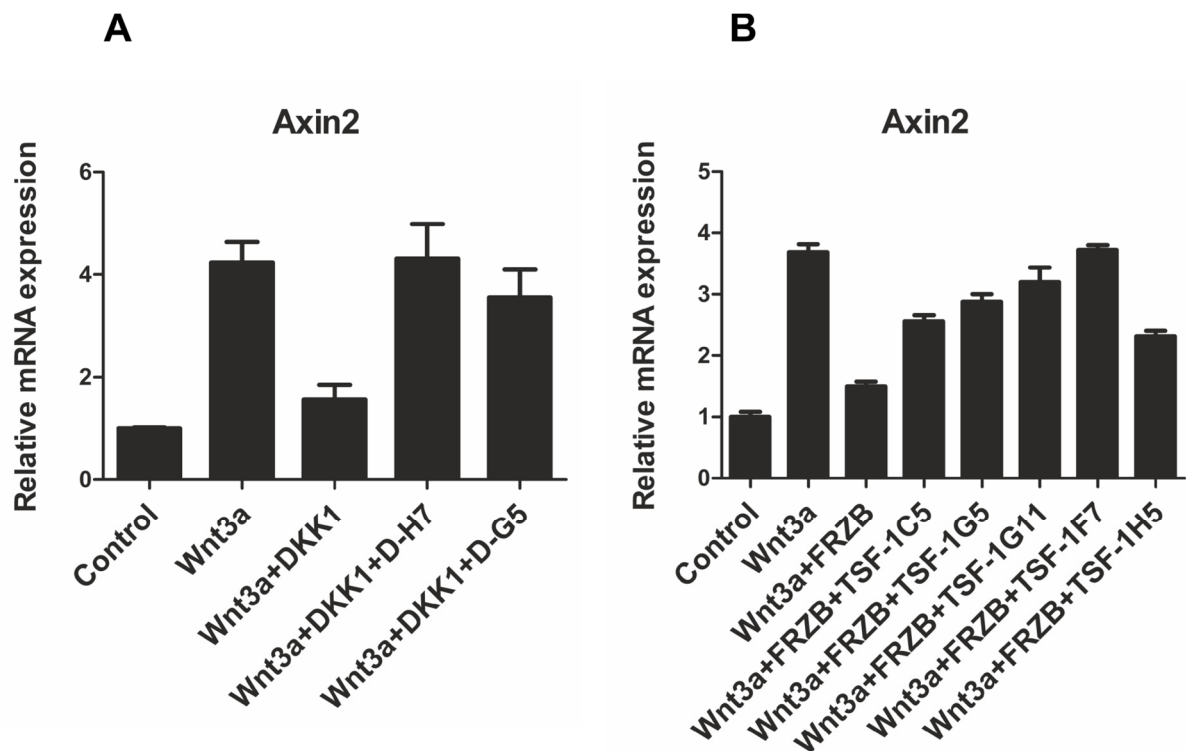 A
Axin2
Relative mRNA expression
6
4
2
0
Control
Wnt3a
Wnt3a+DKK1
Wnt3a+DKK1+D-H7
Wnt3a+DKK1+D-G5
B
Axin2
Relative mRNA expression
5
4
3
2
1
0
Control
Wnt3a
Wnt3a+FRZB
Wnt3a+FRZB+TSF-1C5
Wnt3a+FRZB+TSF-1G5
Wnt3a+FRZB+TSF-1G11
Wnt3a+FRZB+TSF-1F7
Wnt3a+FRZB+TSF-1H5